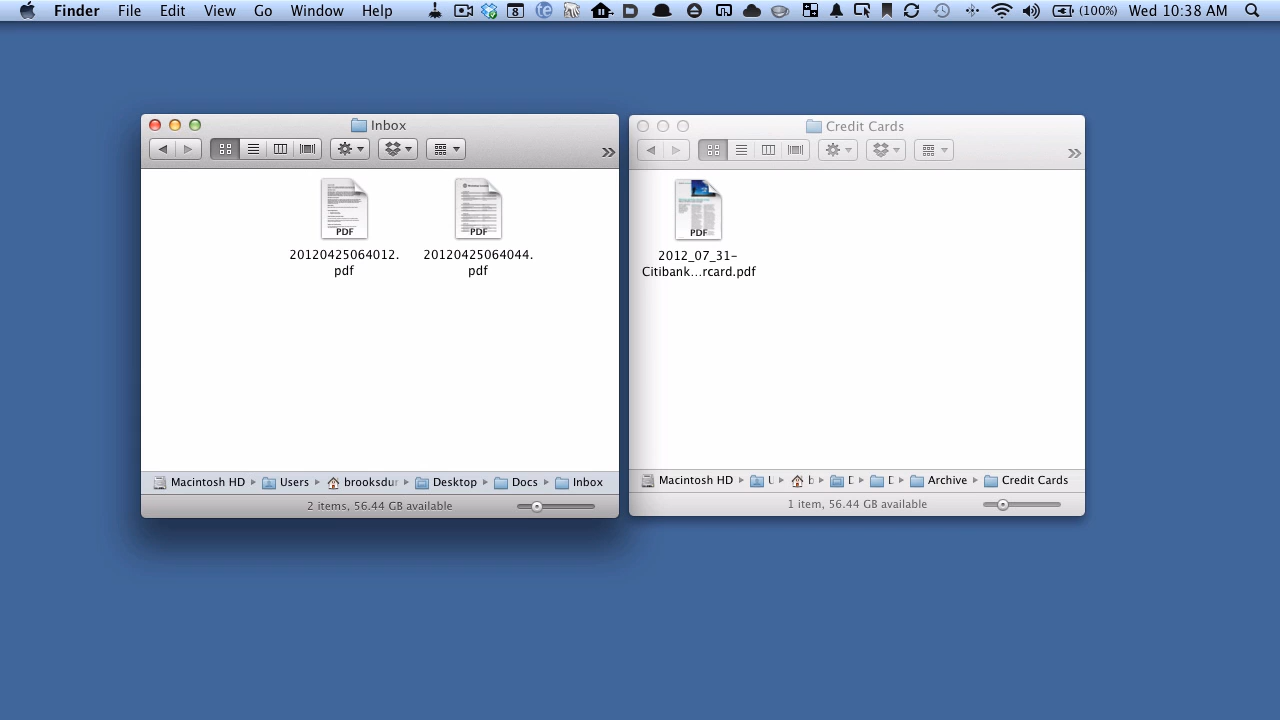 Finder File Edit View Go Window Help 8 (100%) Wed 10:38 AM
Inbox
PDF
20120425064012.
pdf
PDF
20120425064044.
pdf
Macintosh HD Users brooksdur Desktop Docs Inbox
2 items, 56.44 GB available
Credit Cards
PDF
2012_07_31-
Citibank...rcard.pdf
Macintosh HD Archive Credit Cards
1 item, 56.44 GB available